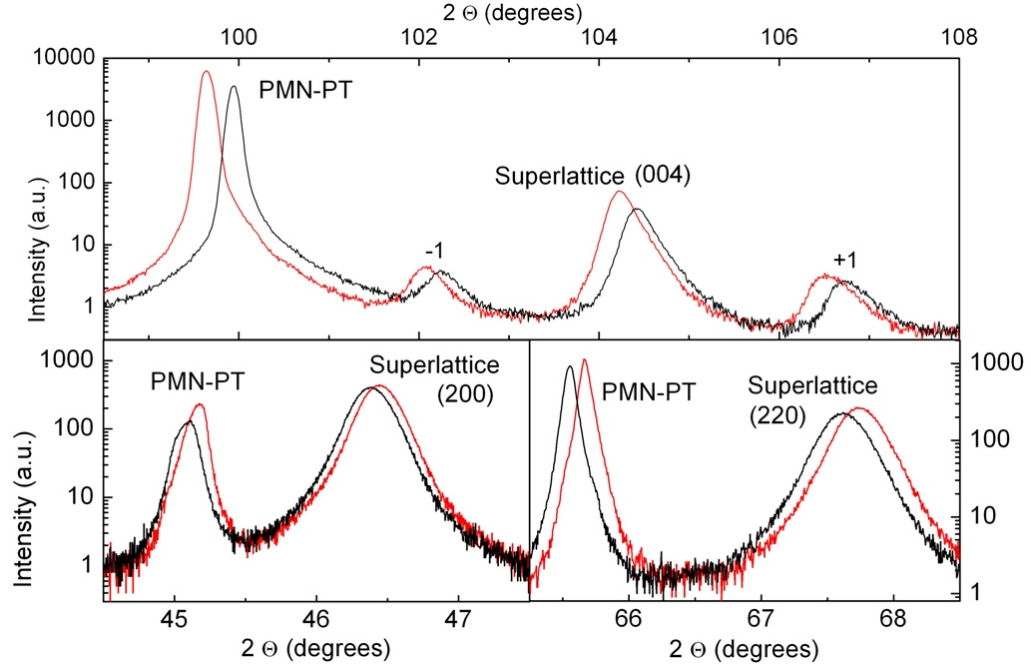 2 Θ (degrees)
100 102 104 106 108
10000
1000
100
10
1
Intensity (a.u.)
PMN-PT
-1
Superlattice (004)
+1
1000
100
10
1
Intensity (a.u.)
PMN-PT
Superlattice
(200)
45 46 47
2 Θ (degrees)
PMN-PT
Superlattice
(220)
1000
100
10
1
66 67 68
2 Θ (degrees)